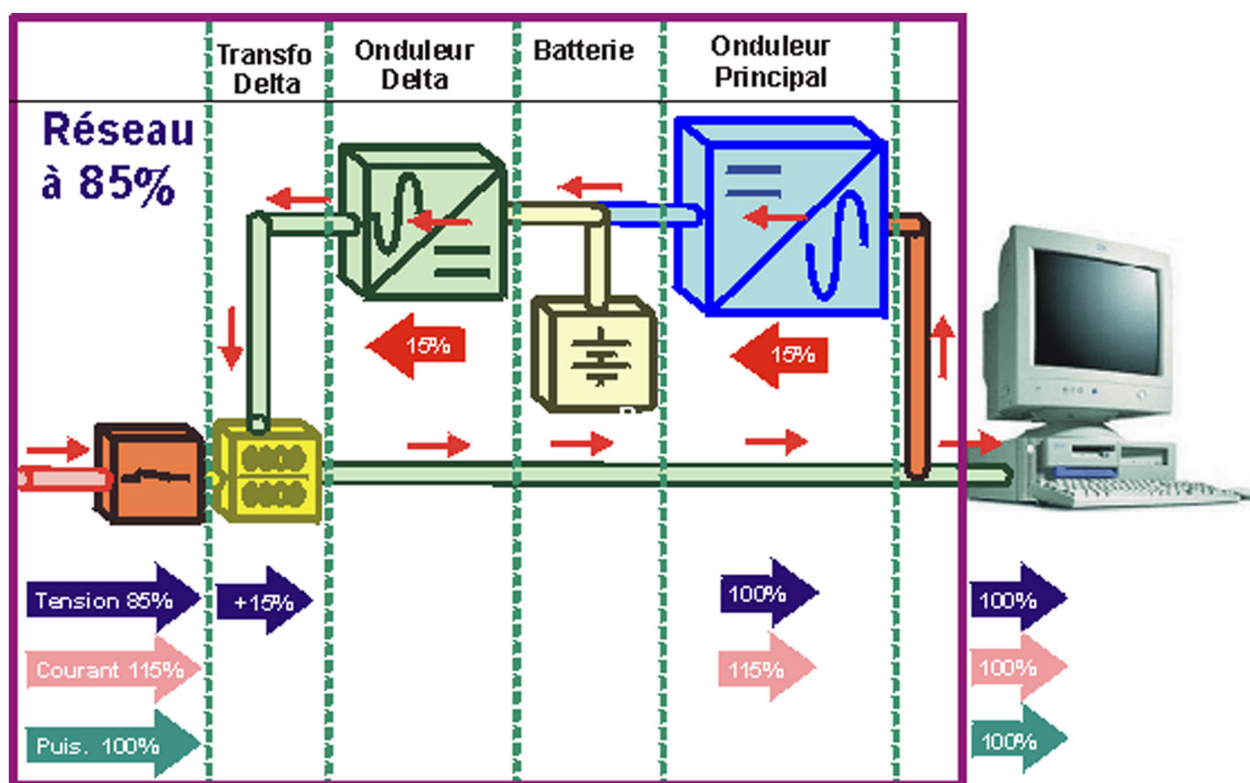 Transfo
Delta
Onduleur
Delta
Batterie
Onduleur
Principal
Réseau
à 85%
15%
15%
Tension 85%
+15%
100%
100%
Courant 115%
115%
100%
Puis. 100%
100%